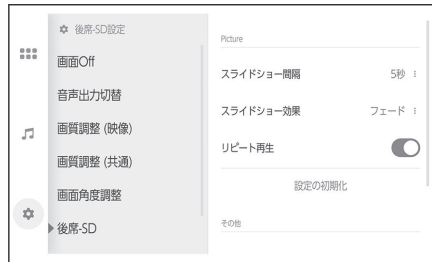 後席-SD設定
画面Off
音声出力切替
画質調整 (映像)
画質調整 (共通)
画面角度調整
後席-SD
Picture
スライドショー間隔 5秒
スライドショー効果 フェード
リピート再生
設定の初期化
その他